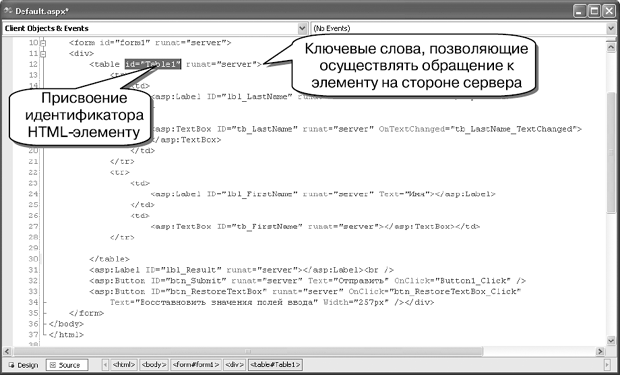 Default.aspx*
Client Objects & Events
(No Events)
10 <form id="form1" runat="server">
11 <div>
12 <table id="Table1" runat="server">
Ключевые слова, позволяющие
осуществлять обращение к
элементу на стороне сервера
Присвоение
идентификатора
HTML-элементу
<asp:Label ID="lbl_LastName" runat=
<asp:TextBox ID="tb_LastName" runat="server" OnTextChanged="tb_LastName_TextChanged">
</asp:TextBox>
20 </td>
21 </tr>
22 <tr>
23 <td>
24 <asp:Label ID="lbl_FirstName" runat="server" Text="Имя"></asp:Label>
25 </td>
26 <td>
27 <asp:TextBox ID="tb_FirstName" runat="server"></asp:TextBox></td>
28 </tr>
29
30 </table>
31 <asp:Label ID="lbl_Result" runat="server"></asp:Label><br />
32 <asp:Button ID="btn_Submit" runat="server" Text="Отправить" OnClick="Button1_Click" />
33 <asp:Button ID="btn_RestoreTextBox" runat="server" OnClick="btn_RestoreTextBox_Click"
34 Text="Восстановить значения полей ввода" Width="257px" /></div>
35 </form>
36 </body>
37 </html>
Design Source <html> <body> <form#form1> <div> <table#Table1>